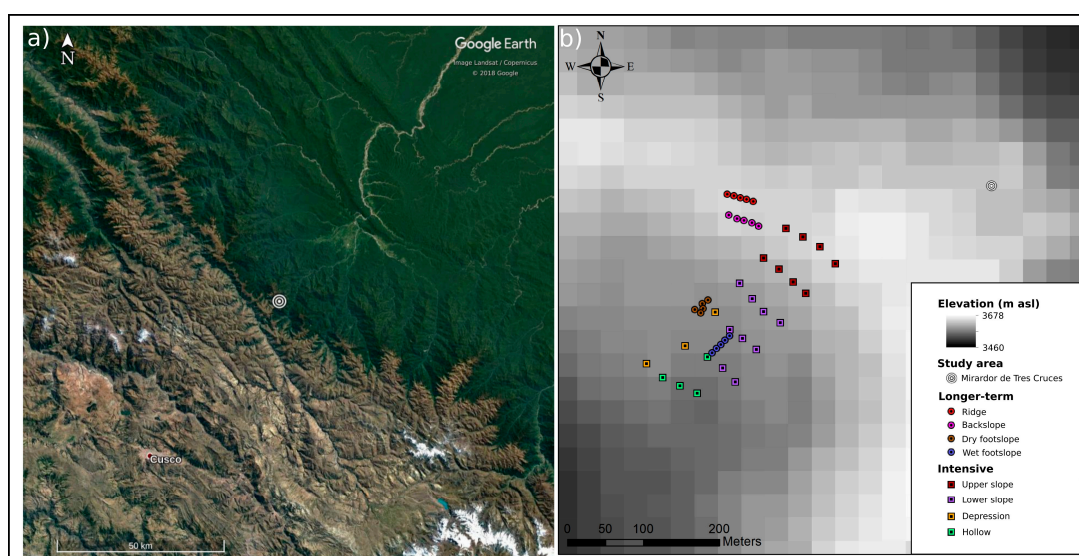 a)
N
Google Earth
Image Landsat / Copernicus
© 2018 Google
Cusco
50 km
b)
N
W E
S
Elevation (m asl)
3678
3460
Study area
Mirardor de Tres Cruces
Longer-term
Ridge
Backslope
Dry footslope
Wet footslope
Intensive
Upper slope
Lower slope
Depression
Hollow
0 50 100 200
Meters